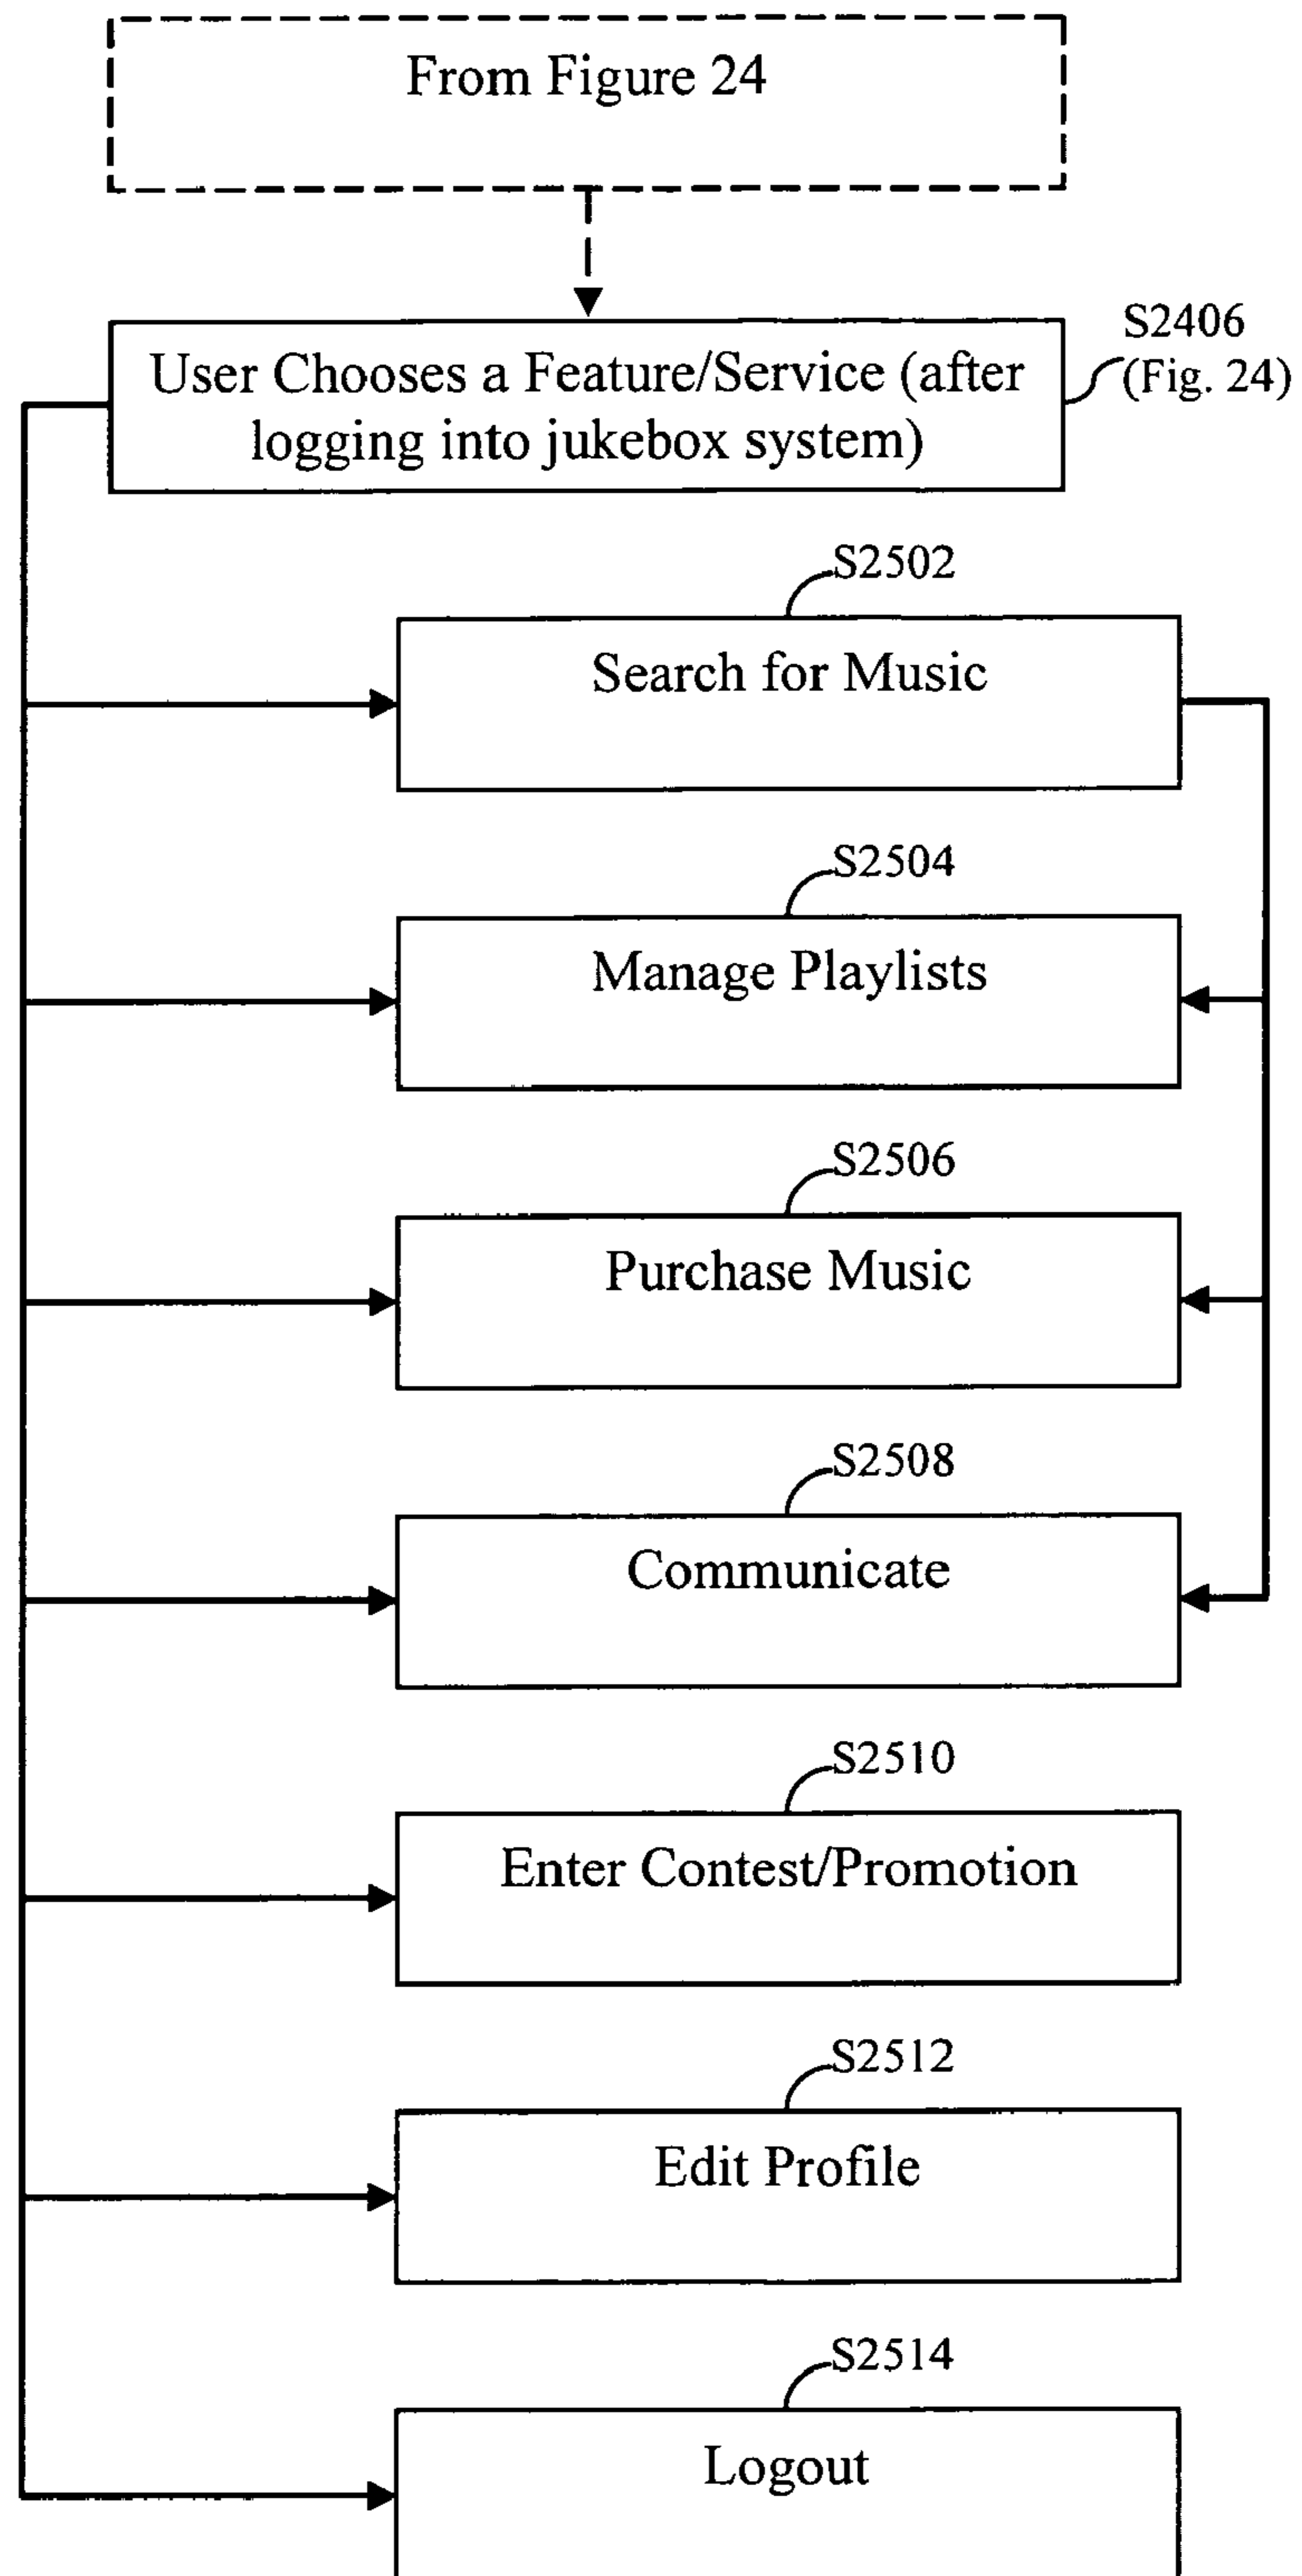 From Figure 24
User Chooses a Feature/Service (after
logging into jukebox system)
S2406
(Fig. 24)
S2502
Search for Music
S2504
Manage Playlists
S2506
Purchase Music
S2508
Communicate
S2510
Enter Contest/Promotion
S2512
Edit Profile
S2514
Logout